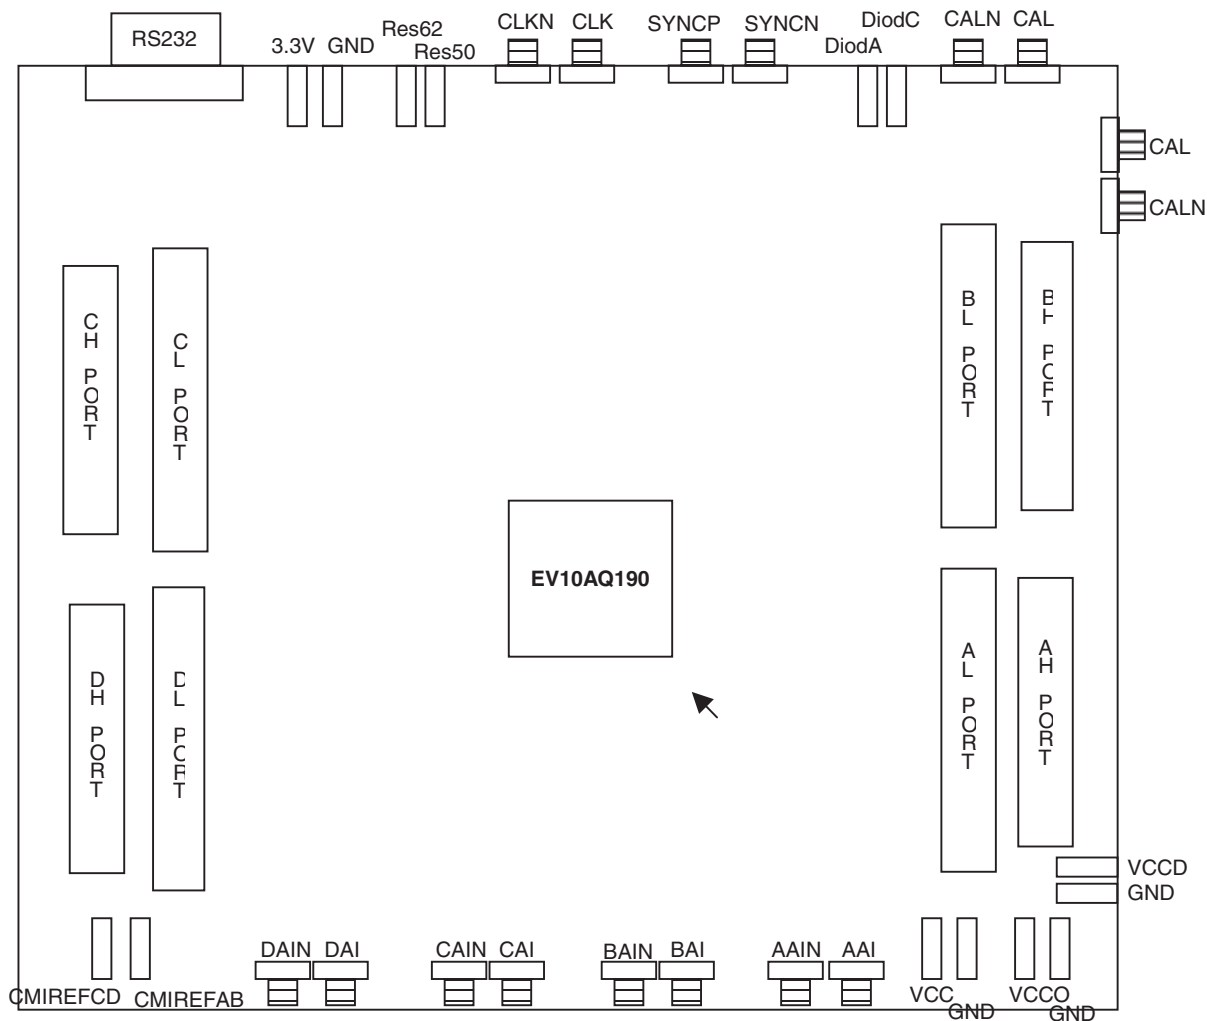 RS232
3.3V
GND
Res62
Res50
CLKN
CLK
SYNCP
SYNCN
DiodC
DiodA
CALN
CAL
CAL
CALN
CH PORT
CL PORT
BL PORT
BH PORT
EV10AQ190
DH PORT
DL PORT
AL PORT
AH PORT
VCCD
GND
DAIN
DAI
CAIN
CAI
BAIN
BAI
AAIN
AAI
CMIREFCD
CMIREFAB
VCC
GND
VCCO
GND